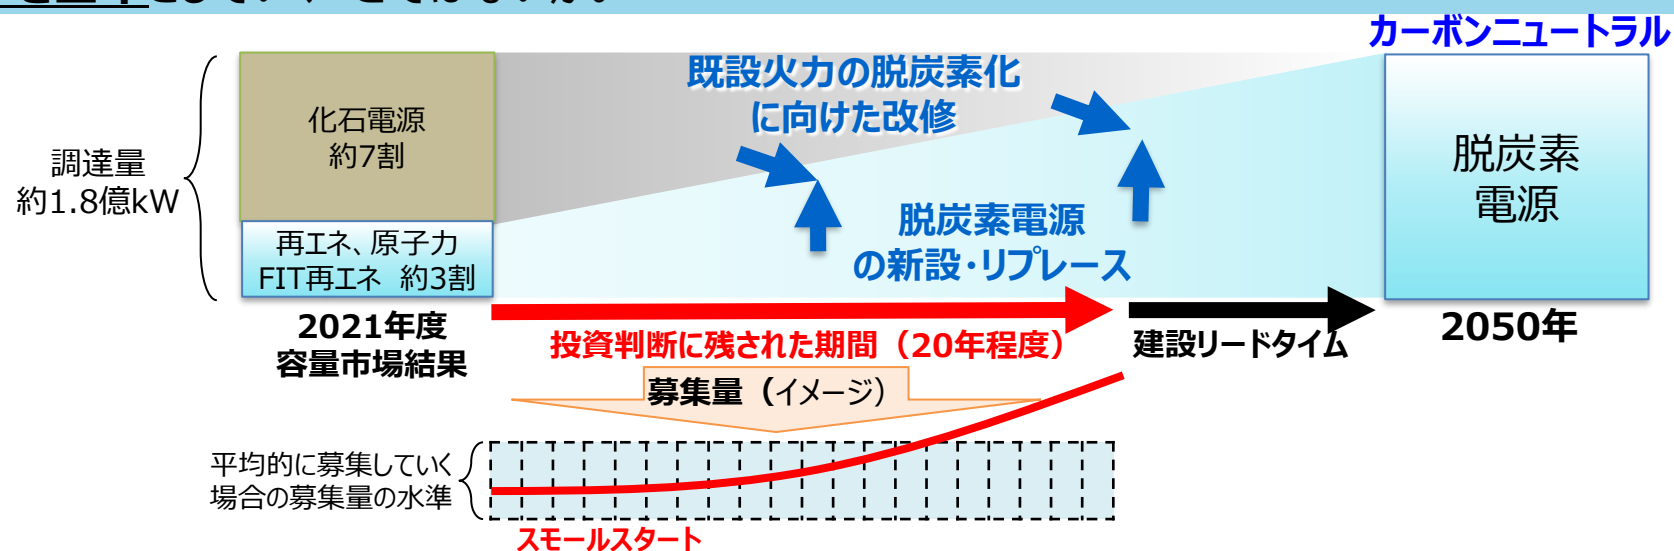 カーボンニュートラル
既設火力の脱炭素化
に向けた改修
化石電源
約7割
調達量
約1.8億kW
脱炭素
電源
再エネ、原子力
FIT再エネ 約3割
脱炭素電源
の新設・リプレース
2021年度
容量市場結果
2050年
投資判断に残された期間（20年程度）
建設リードタイム
募集量（イメージ）
平均的に募集していく
場合の募集量の水準
スモールスタート